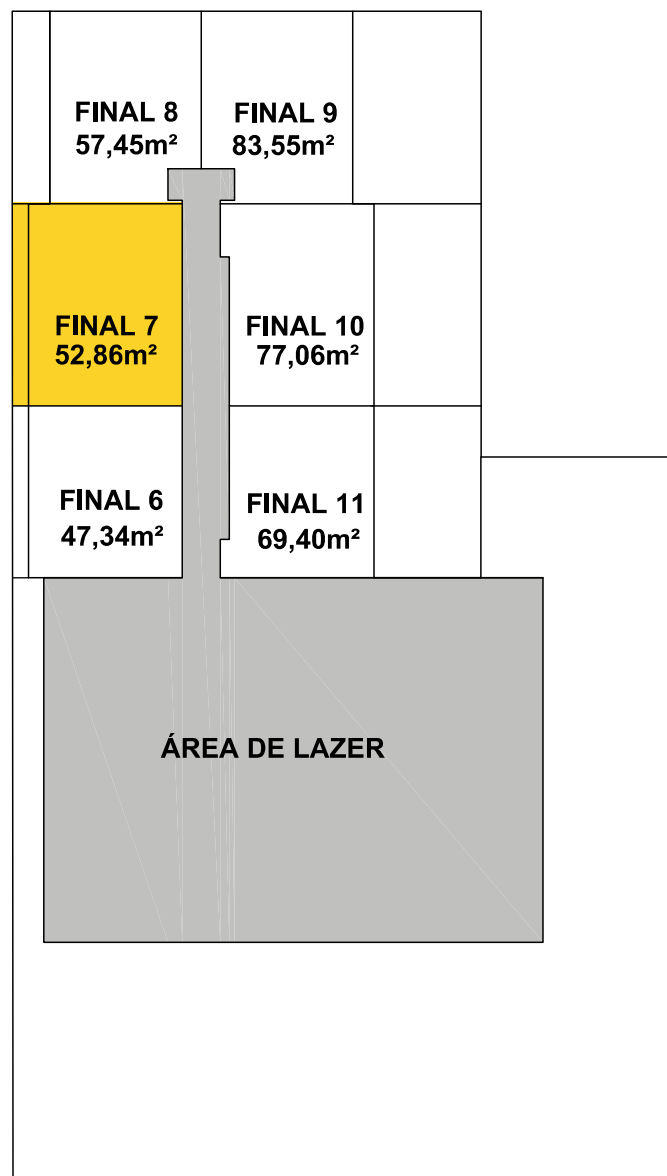 FINAL 8
57,45m²
FINAL 9
83,55m²
FINAL 7
52,86m²
FINAL 10
77,06m²
FINAL 6
47,34m²
FINAL 11
69,40m²
ÁREA DE LAZER